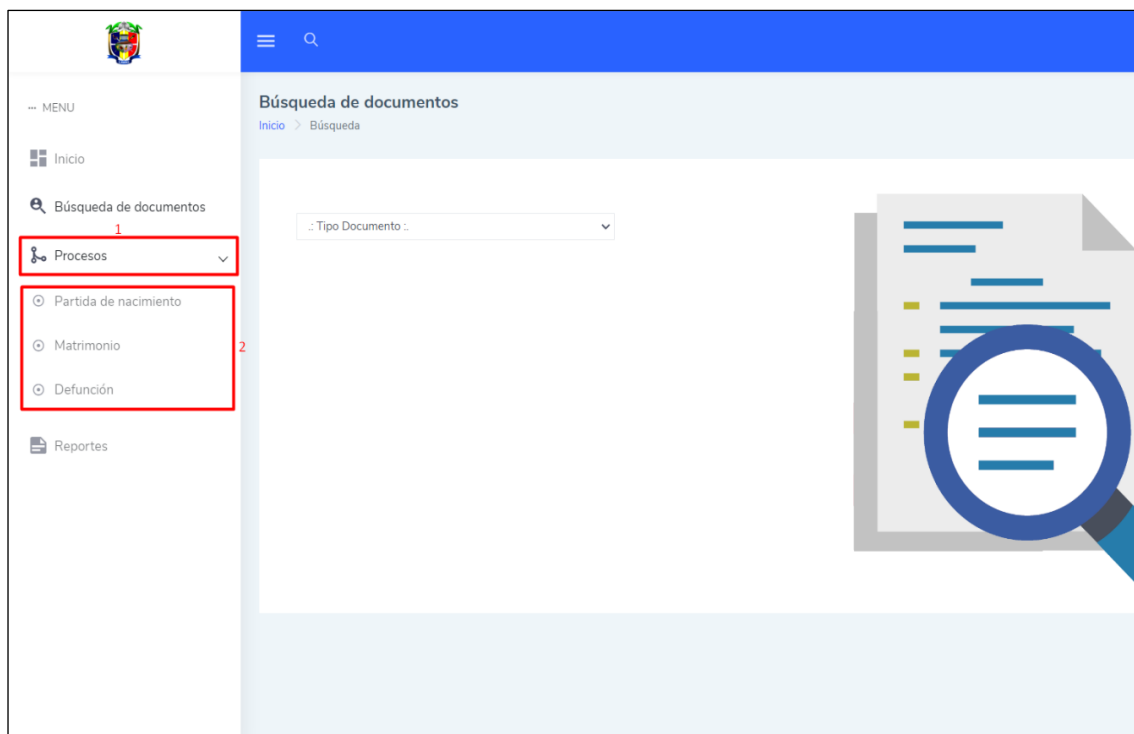 ··· MENU
Inicio
Búsqueda de documentos
1
Procesos
Partida de nacimiento
Matrimonio
2
Defunción
Reportes
Búsqueda de documentos
Inicio > Búsqueda
.: Tipo Documento :.